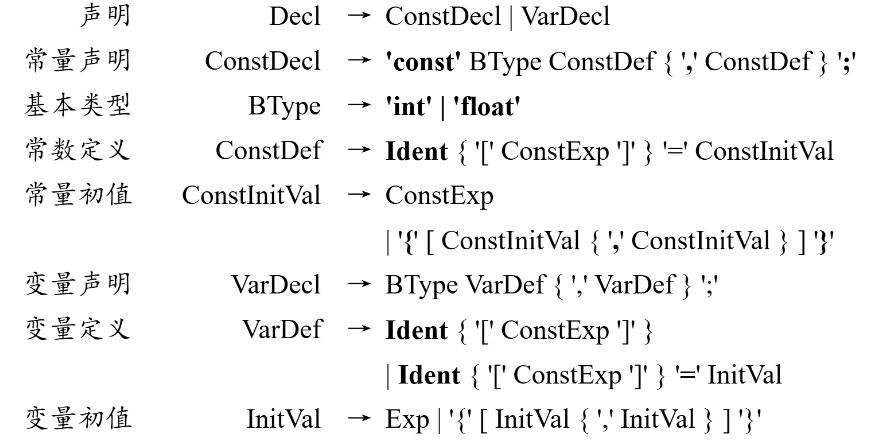 声明 Decl → ConstDecl | VarDecl
常量声明 ConstDecl → 'const' BType ConstDef { ',' ConstDef } ';'
基本类型 BType → 'int' | 'float'
常数定义 ConstDef → Ident { '[' ConstExp ']' } '=' ConstInitVal
常量初值 ConstInitVal → ConstExp
| '{' [ ConstInitVal { ',' ConstInitVal } ] '}'
变量声明 VarDecl → BType VarDef { ',' VarDef } ';'
变量定义 VarDef → Ident { '[' ConstExp ']' }
| Ident { '[' ConstExp ']' } '=' InitVal
变量初值 InitVal → Exp | '{' [ InitVal { ',' InitVal } ] '}'